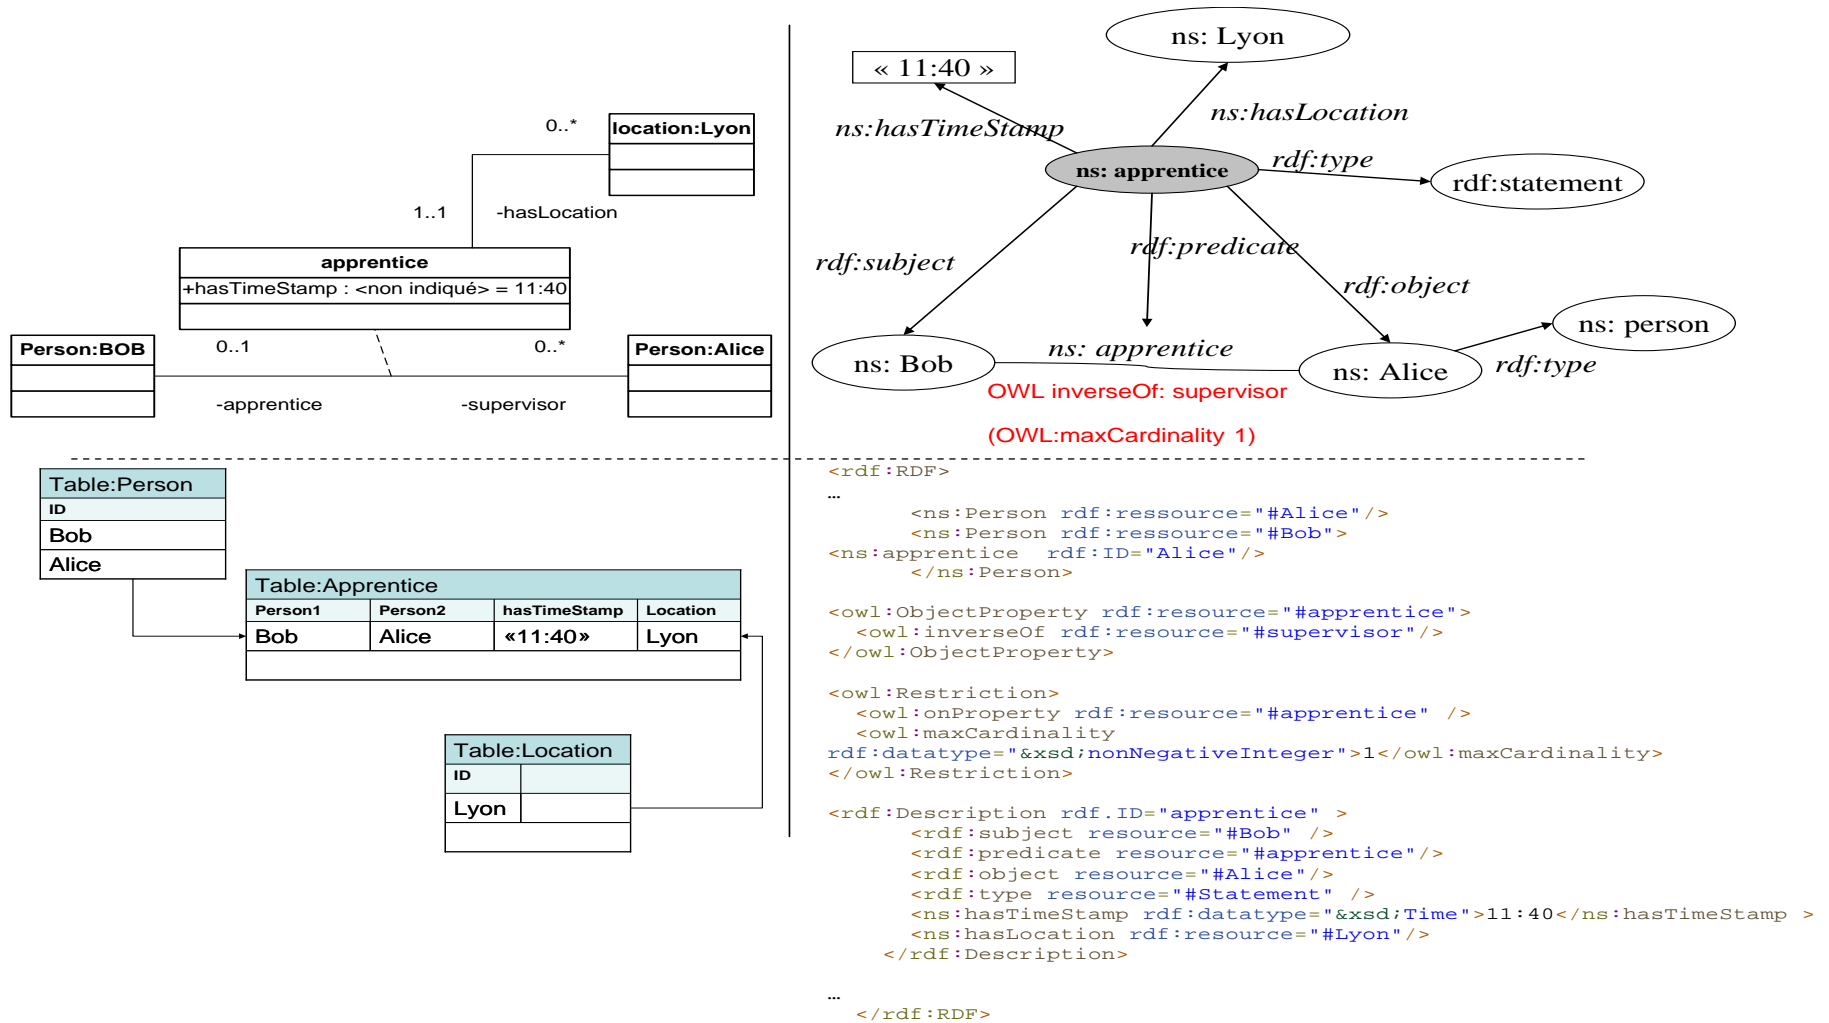 0..*
location:Lyon
1..1
-hasLocation
apprentice
+hasTimeStamp : <non indiqué> = 11:40
Person:BOB
0..1
0..*
Person:Alice
-apprentice
-supervisor
ns: Lyon
« 11:40 »
ns:hasTimeStamp
ns:hasLocation
ns: apprentice
rdf:type
rdf:statement
rdf:subject
rdf:predicate
rdf:object
ns: person
ns: Bob
ns: apprentice
ns: Alice
rdf:type
OWL inverseOf: supervisor
(OWL:maxCardinality 1)
Table:Person
ID
Bob
Alice
Table:Apprentice
Person1 Person2 hasTimeStamp Location
Bob Alice «11:40» Lyon
Table:Location
ID
Lyon
<rdf:RDF>
…
<ns:Person rdf:ressource="#Alice"/>
<ns:Person rdf:ressource="#Bob">
<ns:apprentice rdf:ID="Alice"/>
</ns:Person>
<owl:ObjectProperty rdf:resource="#apprentice">
<owl:inverseOf rdf:resource="#supervisor"/>
</owl:ObjectProperty>
<owl:Restriction>
<owl:onProperty rdf:resource="#apprentice" />
<owl:maxCardinality
rdf:datatype="&xsd;nonNegativeInteger">1</owl:maxCardinality>
</owl:Restriction>
<rdf:Description rdf.ID="apprentice" >
<rdf:subject resource="#Bob" />
<rdf:predicate resource="#apprentice"/>
<rdf:object resource="#Alice"/>
<rdf:type resource="#Statement" />
<ns:hasTimeStamp rdf:datatype="&xsd;Time">11:40</ns:hasTimeStamp >
<ns:hasLocation rdf:resource="#Lyon"/>
</rdf:Description>
…
</rdf:RDF>